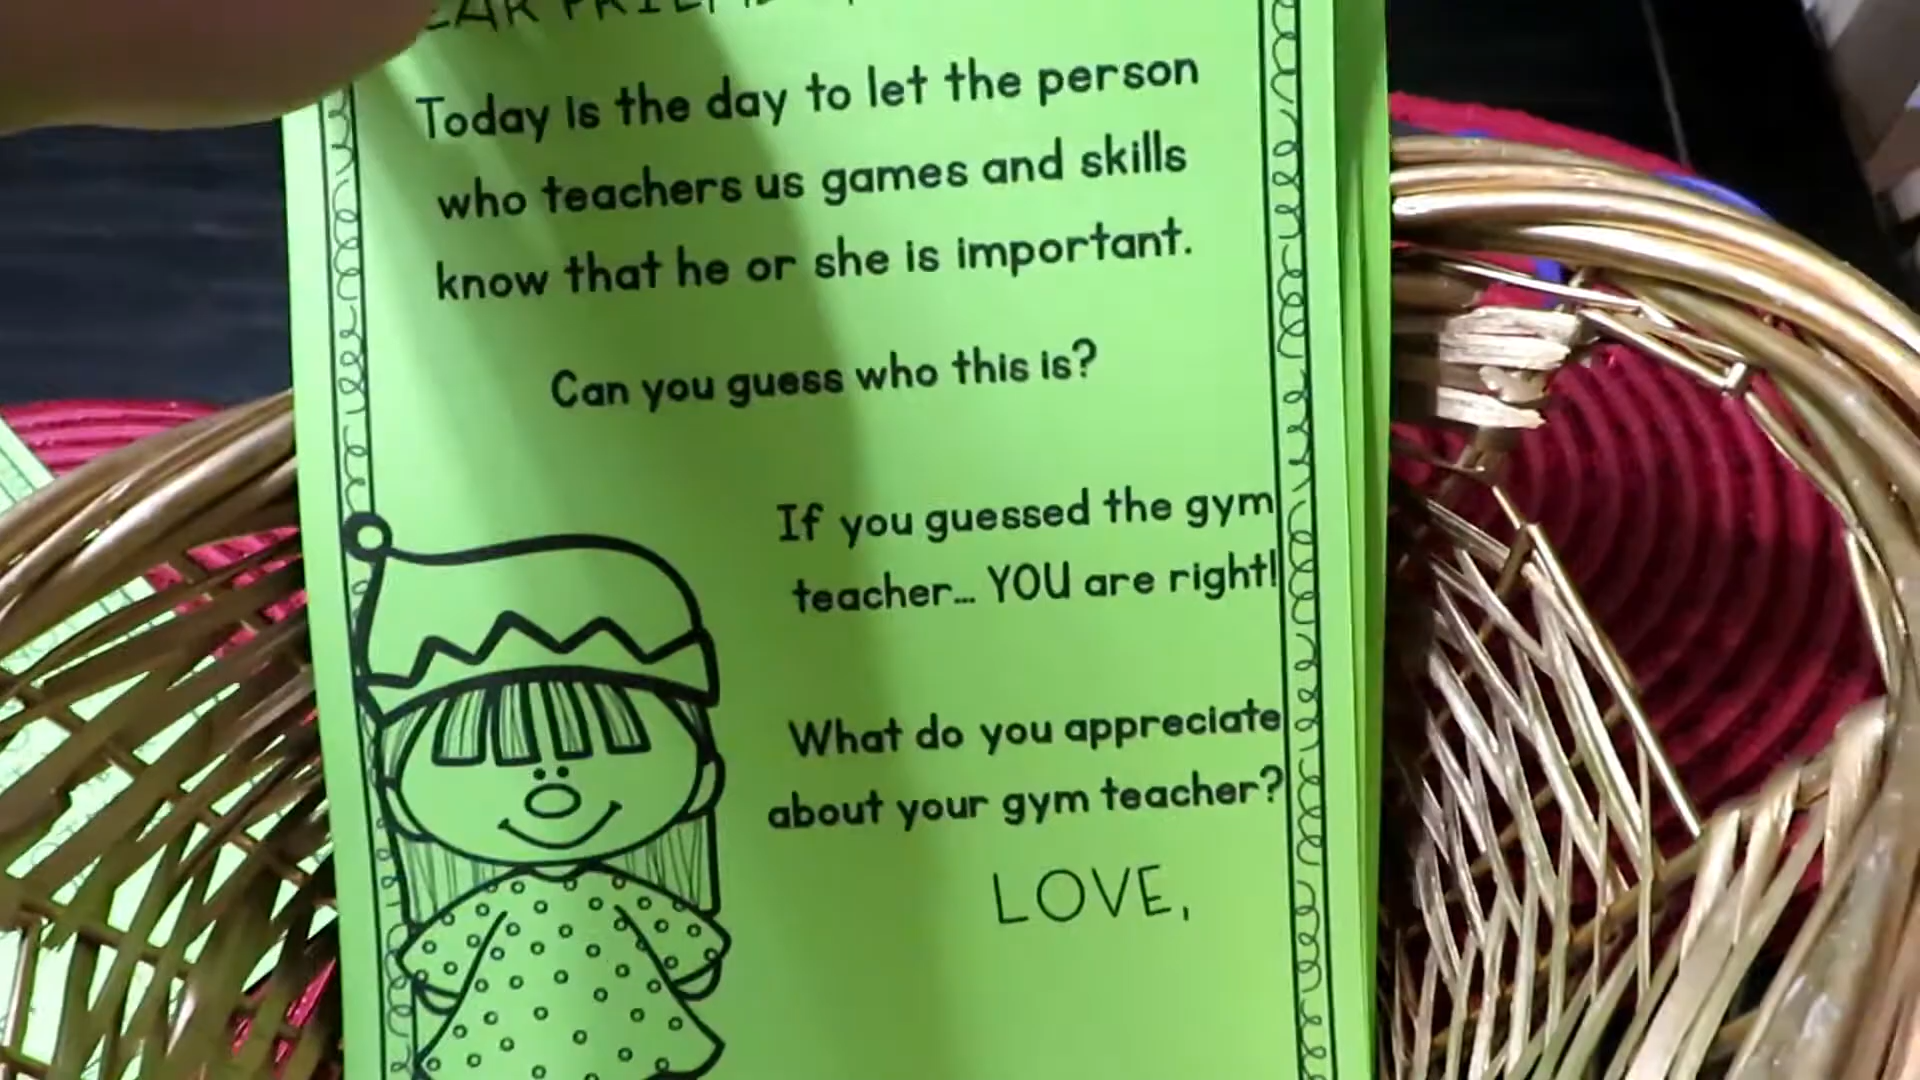 Today is the day to let the person
who teachers us games and skills
know that he or she is important.
Can you guess who this is?
If you guessed the gym
teacher... YOU are right!
What do you appreciate
about your gym teacher?
LOVE,